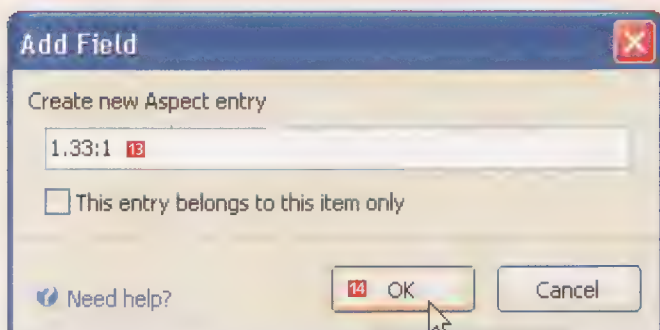 Add Field
Create new Aspect entry
1.33:1 13
This entry belongs to this item only
Need help?
14 OK
Cancel